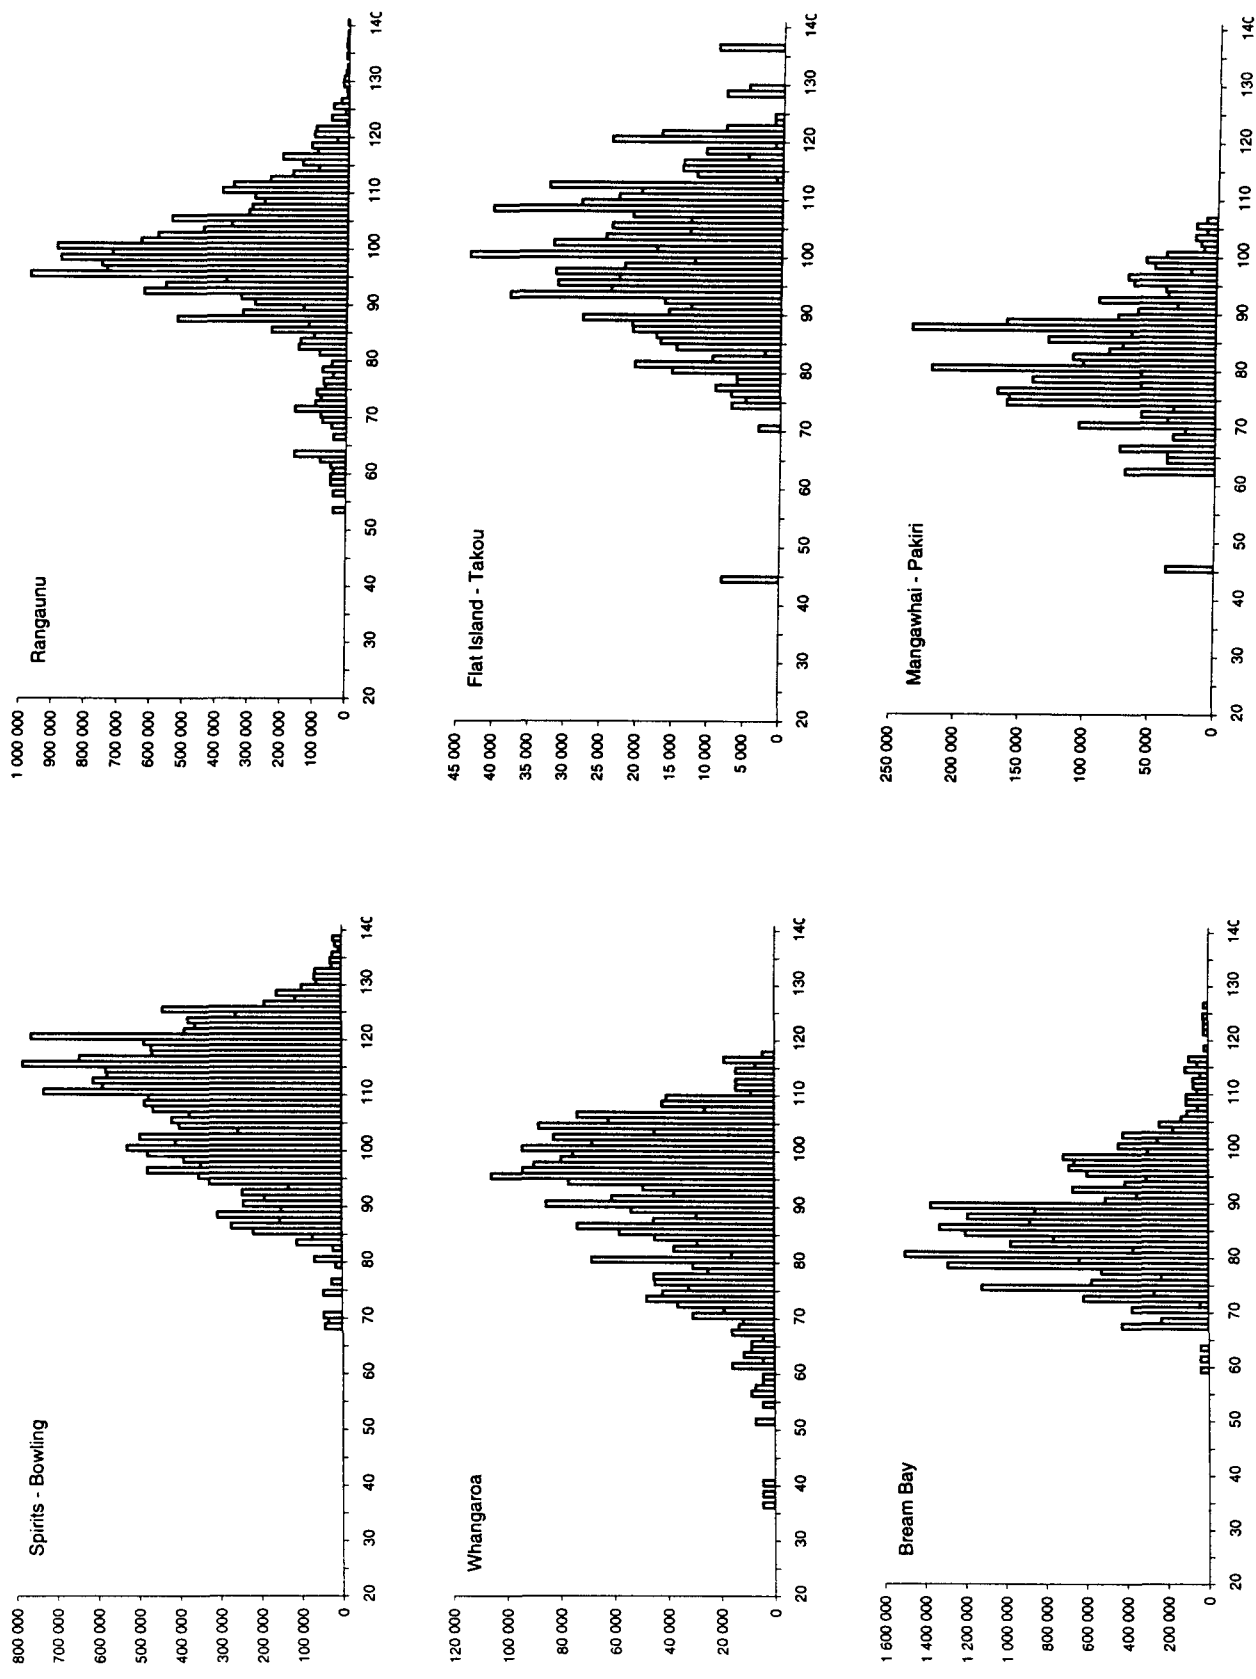 Spirits - Bowling
800 000
700 000
600 000
500 000
400 000
300 000
200 000
100 000
0
20 30 40 50 60 70 80 90 100 110 120 130 14C
Rangaunu
1 000 000
900 000
800 000
700 000
600 000
500 000
400 000
300 000
200 000
100 000
0
20 30 40 50 60 70 80 90 100 110 120 130 14C
Whangaroa
120 000
100 000
80 000
60 000
40 000
20 000
0
20 30 40 50 60 70 80 90 100 110 120 130 14C
Flat Island - Takou
45 000
40 000
35 000
30 000
25 000
20 000
15 000
10 000
5 000
0
20 30 40 50 60 70 80 90 100 110 120 130 14C
Bream Bay
1 600 000
1 400 000
1 200 000
1 000 000
800 000
600 000
400 000
200 000
0
20 30 40 50 60 70 80 90 100 110 120 130 14C
Mangawhai - Pakiri
250 000
200 000
150 000
100 000
50 000
0
20 30 40 50 60 70 80 90 100 110 120 130 14C